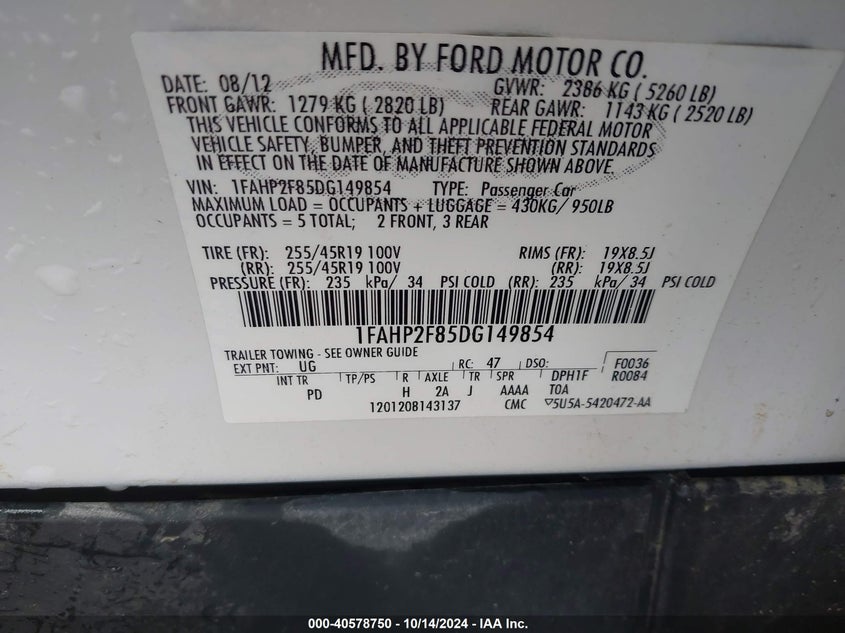 MFD. BY FORD MOTOR CO.
DATE: 08/12 GVWR: 2386 KG ( 5260 LB)
FRONT GAWR: 1279 KG ( 2820 LB) REAR GAWR: 1143 KG ( 2520 LB)
THIS VEHICLE CONFORMS TO ALL APPLICABLE FEDERAL MOTOR
VEHICLE SAFETY, BUMPER, AND THEFT PREVENTION STANDARDS
IN EFFECT ON THE DATE OF MANUFACTURE SHOWN ABOVE.
VIN: 1FAHP2F85DG149854 TYPE: Passenger Car
MAXIMUM LOAD = OCCUPANTS + LUGGAGE = 430KG/ 950LB
OCCUPANTS = 5 TOTAL; 2 FRONT, 3 REAR
TIRE (FR): 255/45R19 100V RIMS (FR): 19X8.5J
(RR): 255/45R19 100V (RR): 19X8.5J
PRESSURE (FR): 235 kPa/ 34 PSI COLD (RR): 235 kPa/ 34 PSI COLD
1FAHP2F85DG149854
TRAILER TOWING - SEE OWNER GUIDE
EXT PNT: UG RC: 47 DSO: F0036
INT TR TP/PS R AXLE TR SPR DPH1F R0084
PD H 2A J AAAA TOA
1201208143137 CMC ▽5U5A-5420472-AA
000-40578750 - 10/14/2024 - IAA Inc.